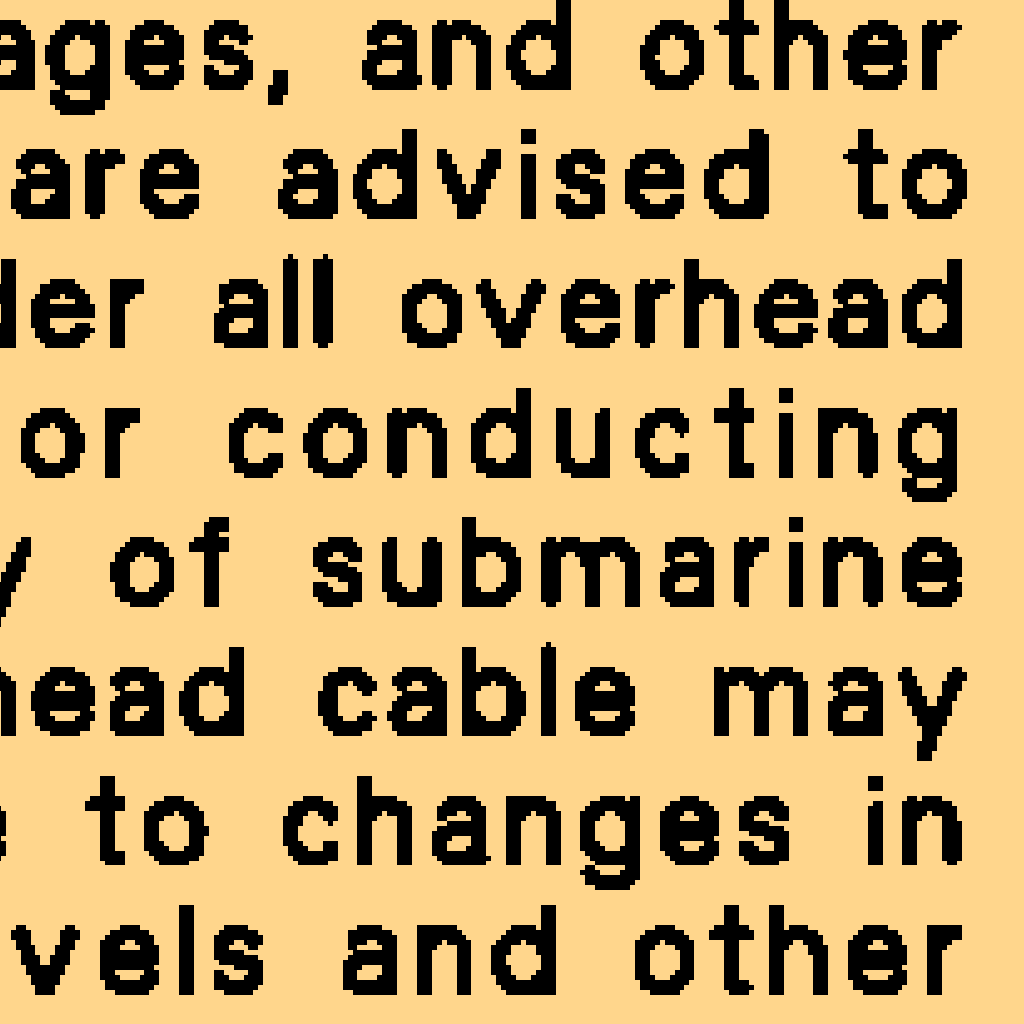 ages, and other
are advised to
der all overhead
or conducting
y of submarine
head cable may
e to changes in
vels and other